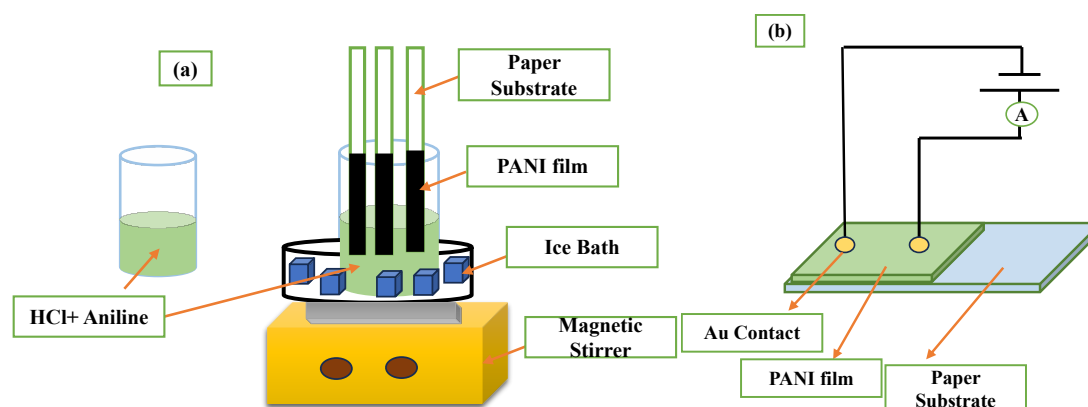 (a)
Paper
Substrate
PANI film
Ice Bath
HCl+ Aniline
Magnetic
Stirrer
(b)
A
Au Contact
PANI film
Paper
Substrate